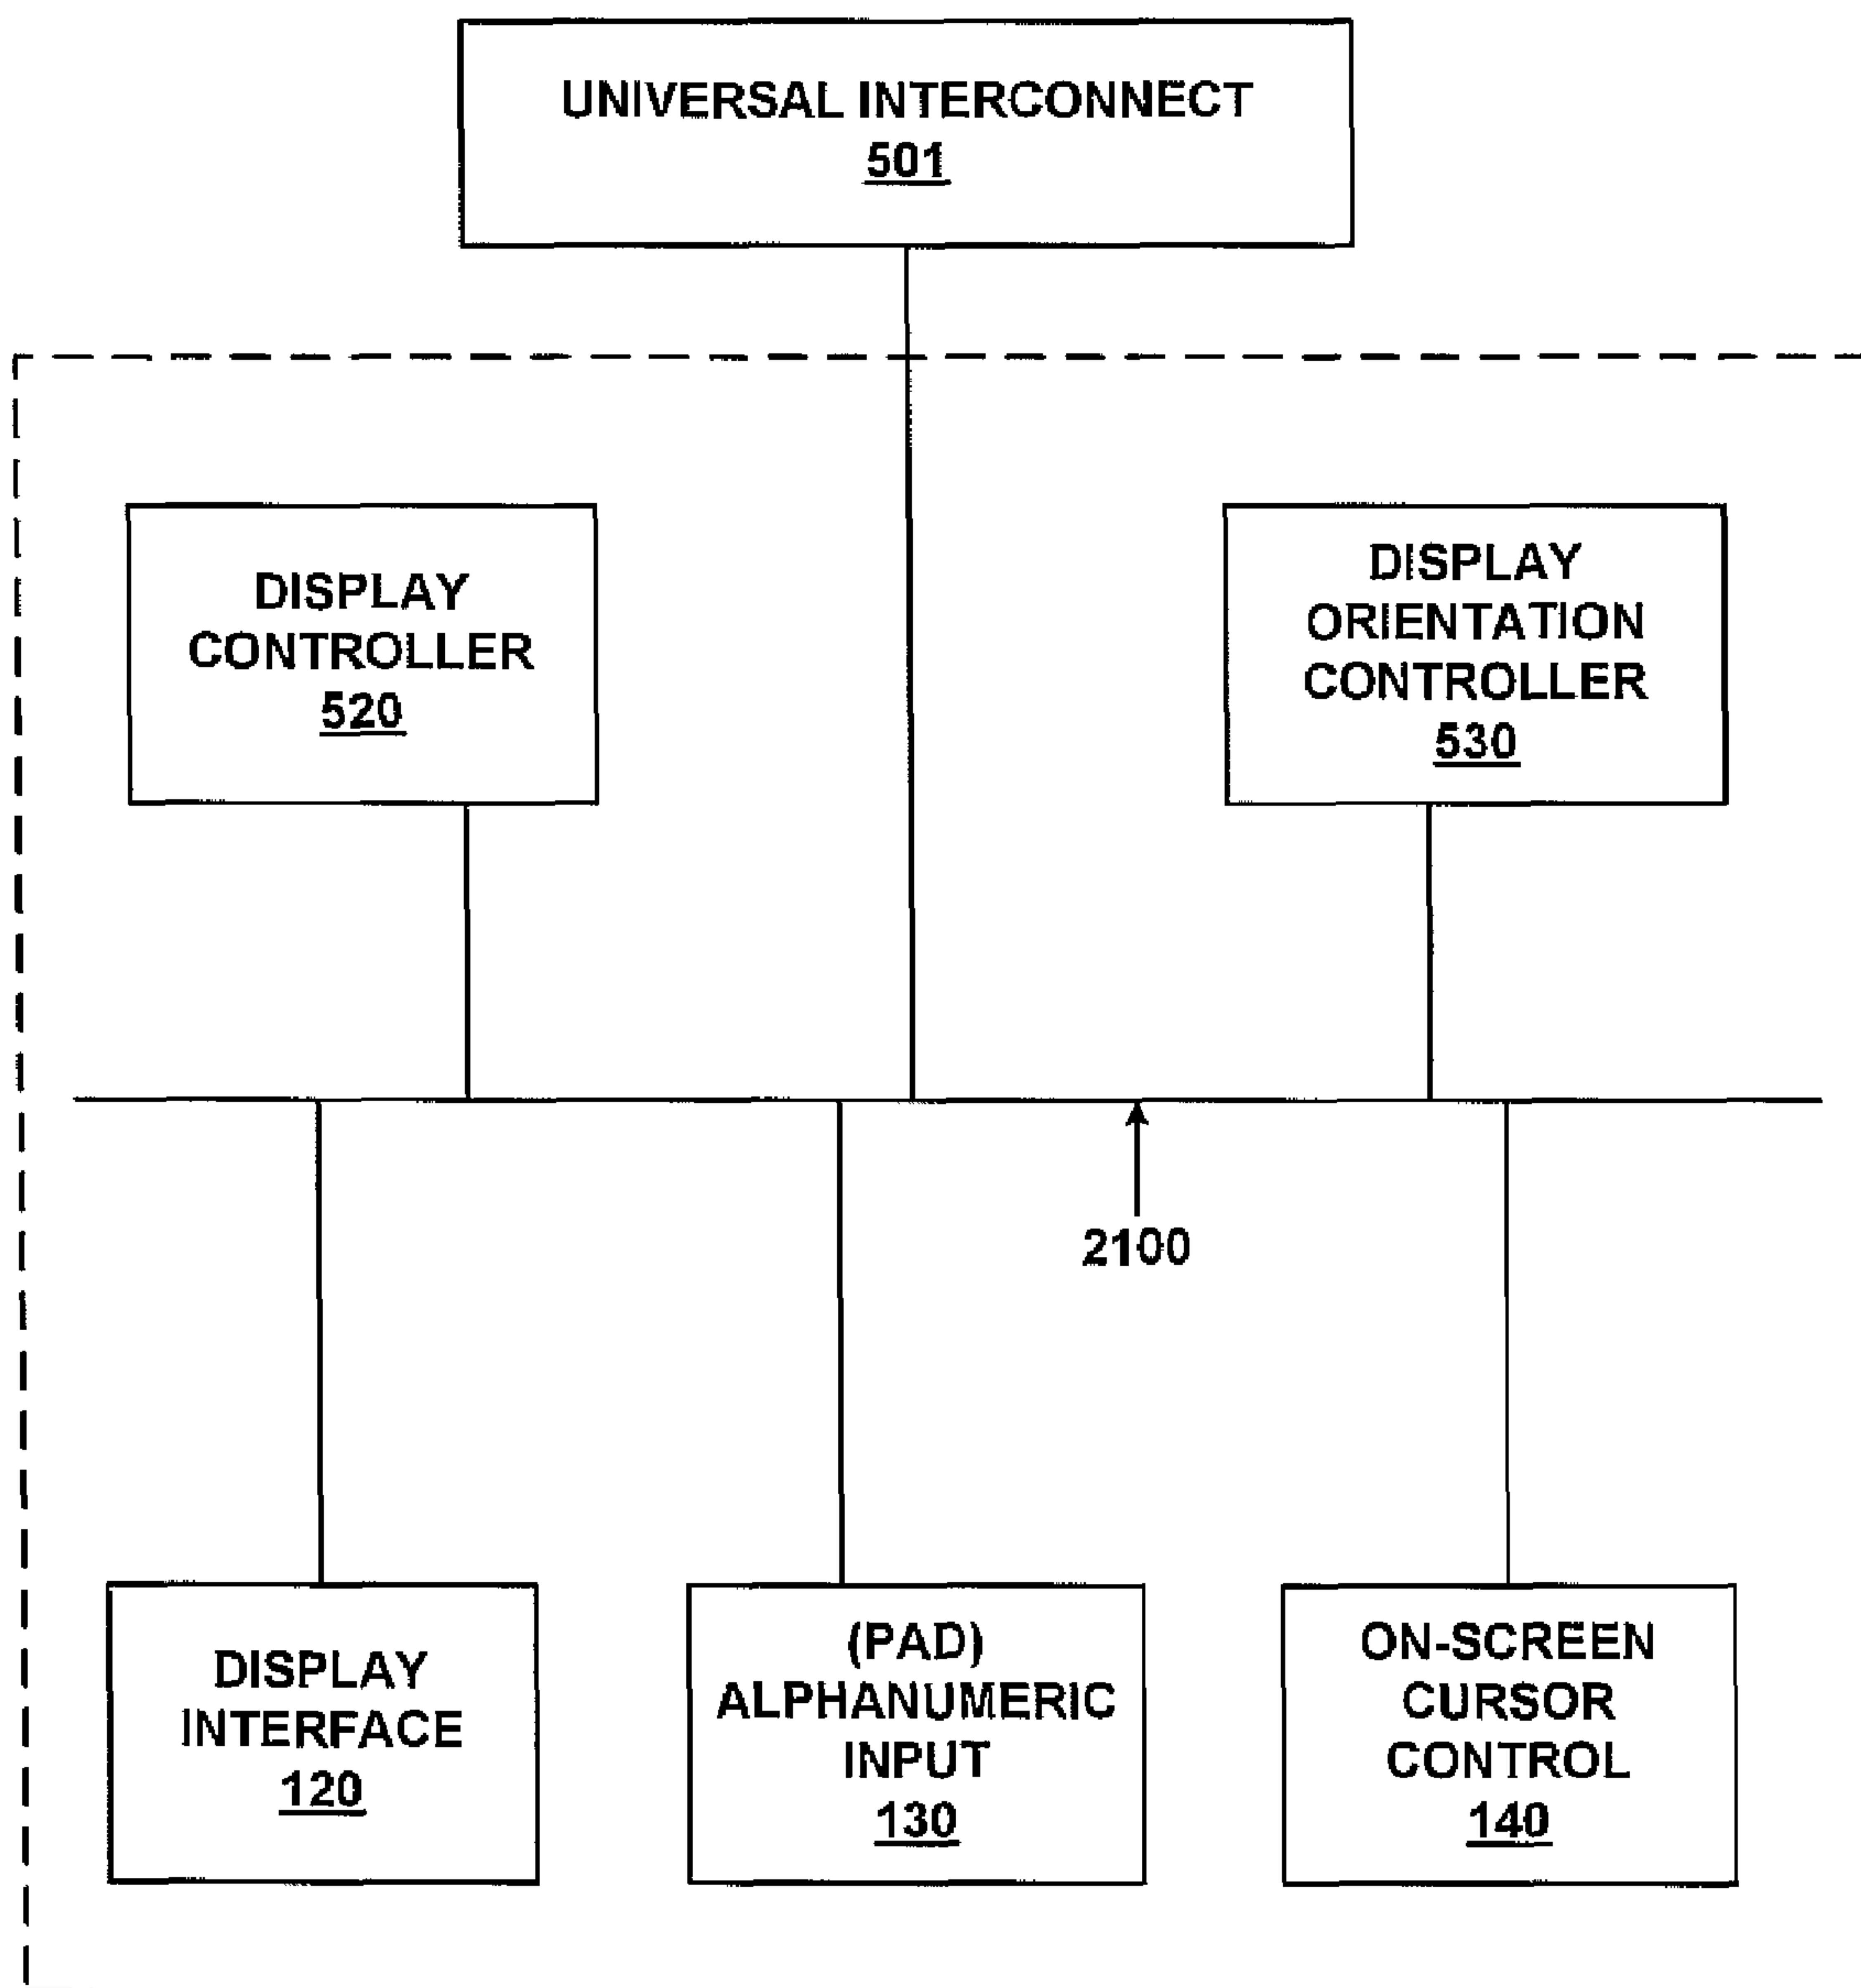 UNIVERSAL INTERCONNECT
501
DISPLAY
CONTROLLER
520
DISPLAY
ORIENTATION
CONTROLLER
530
2100
DISPLAY
INTERFACE
120
(PAD)
ALPHANUMERIC
INPUT
130
ON-SCREEN
CURSOR
CONTROL
140